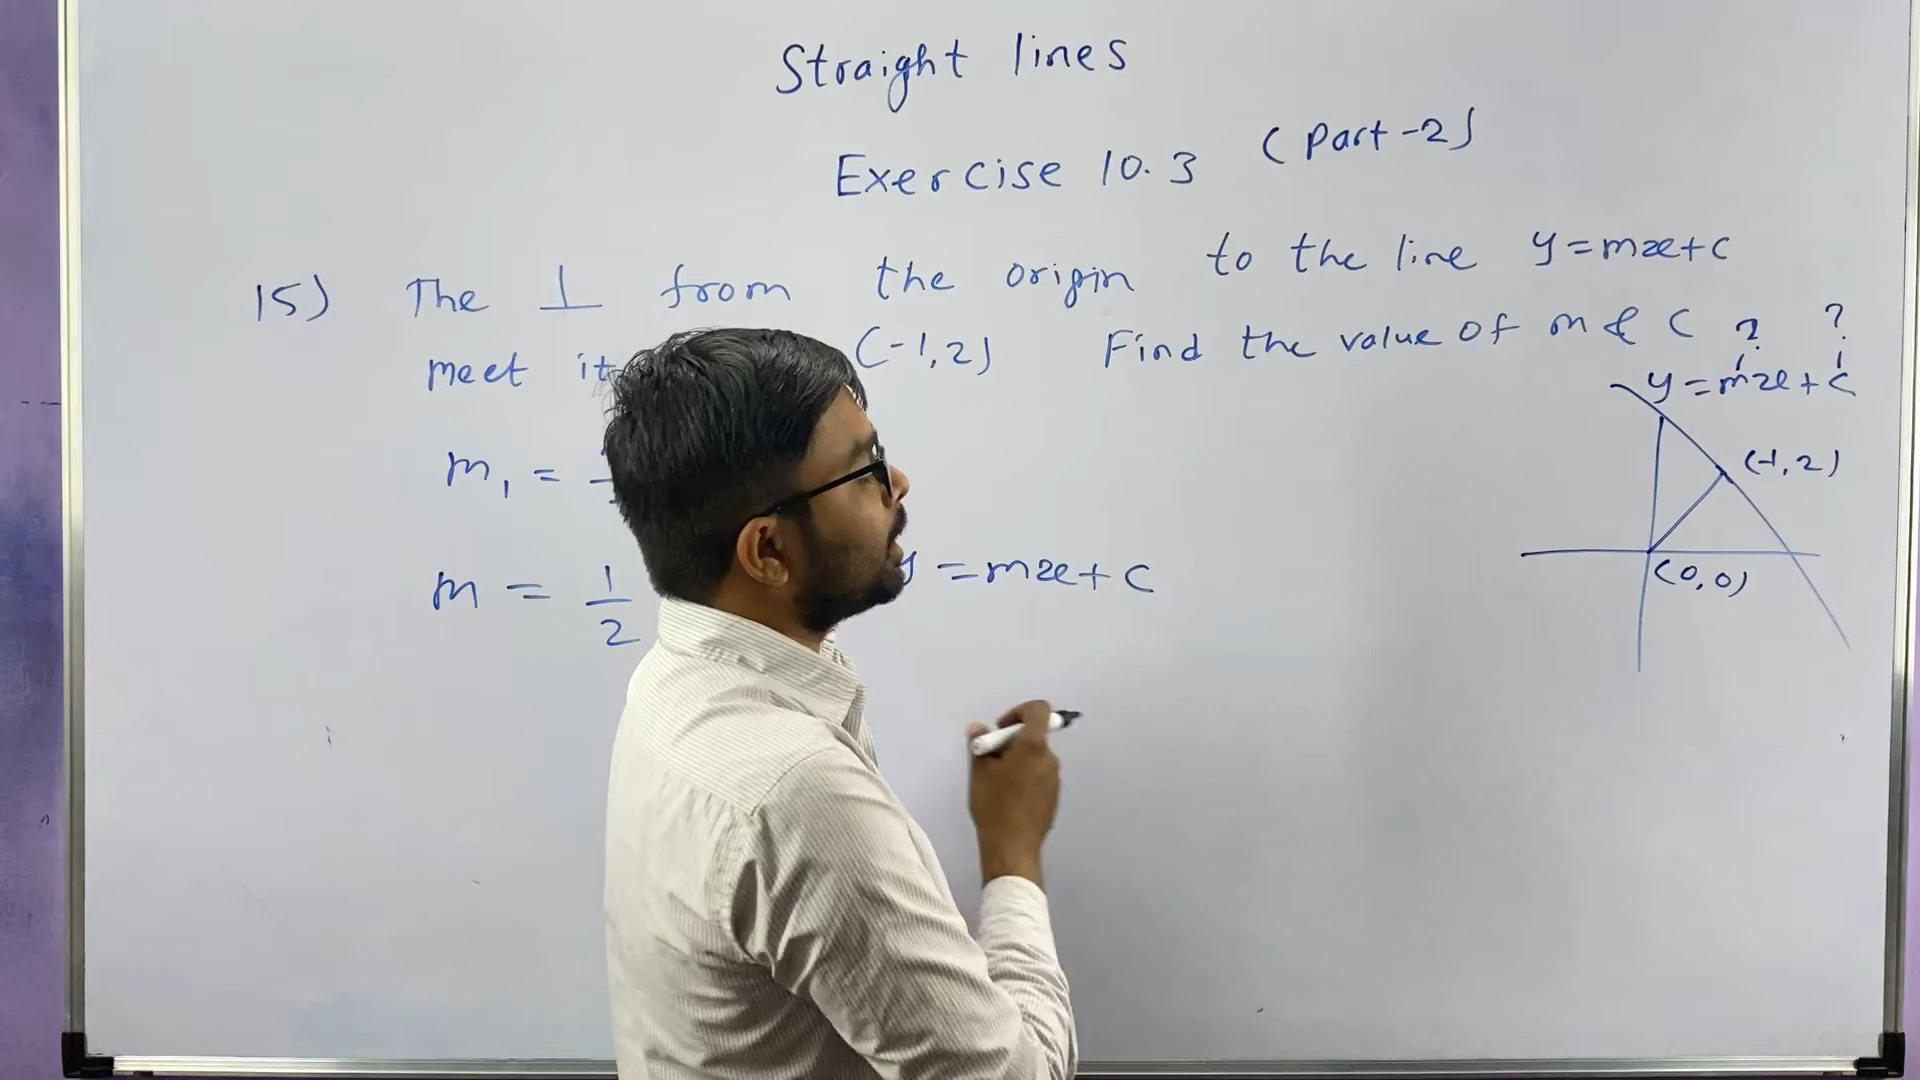 Straight lines
Exercise 10.3 (Part-2)
15) The ⊥ from the origin to the line y=mx+c
meet it (-1,2) Find the value of m & C ? ?
y=mx+c
(-1,2)
(0,0)
m₁ =
m = 1/2
y=mx+c